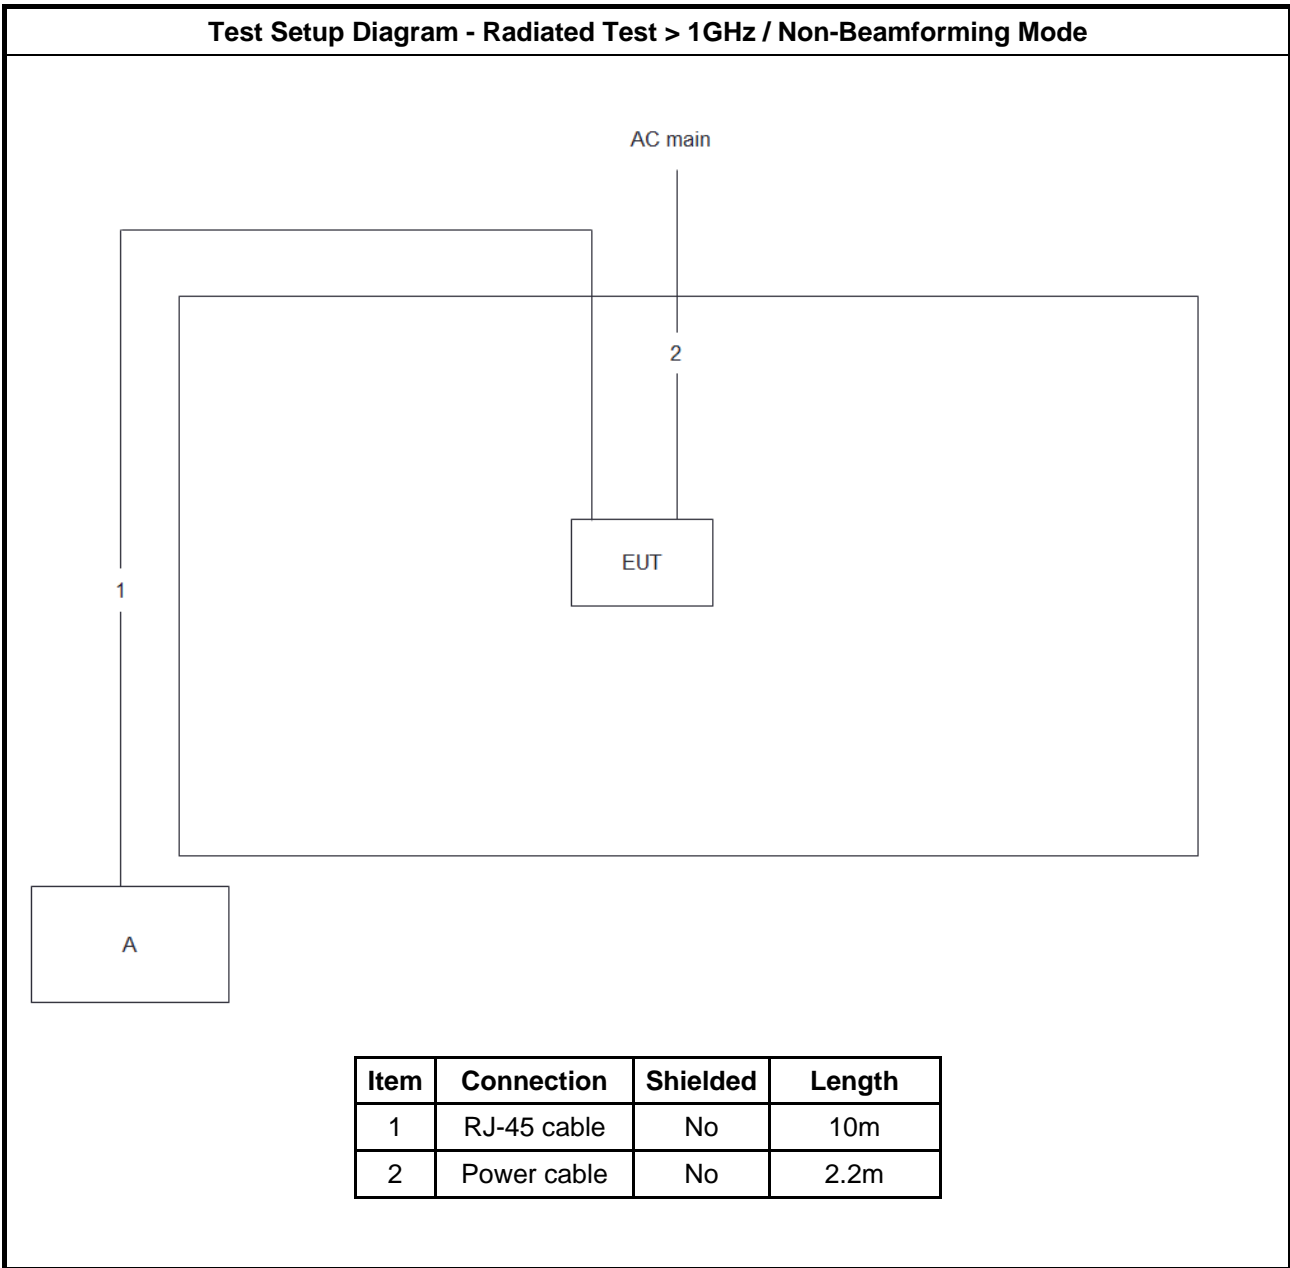 Test Setup Diagram - Radiated Test > 1GHz / Non-Beamforming Mode
AC main
2
EUT
1
A
Item Connection Shielded Length
1 RJ-45 cable No 10m
2 Power cable No 2.2m